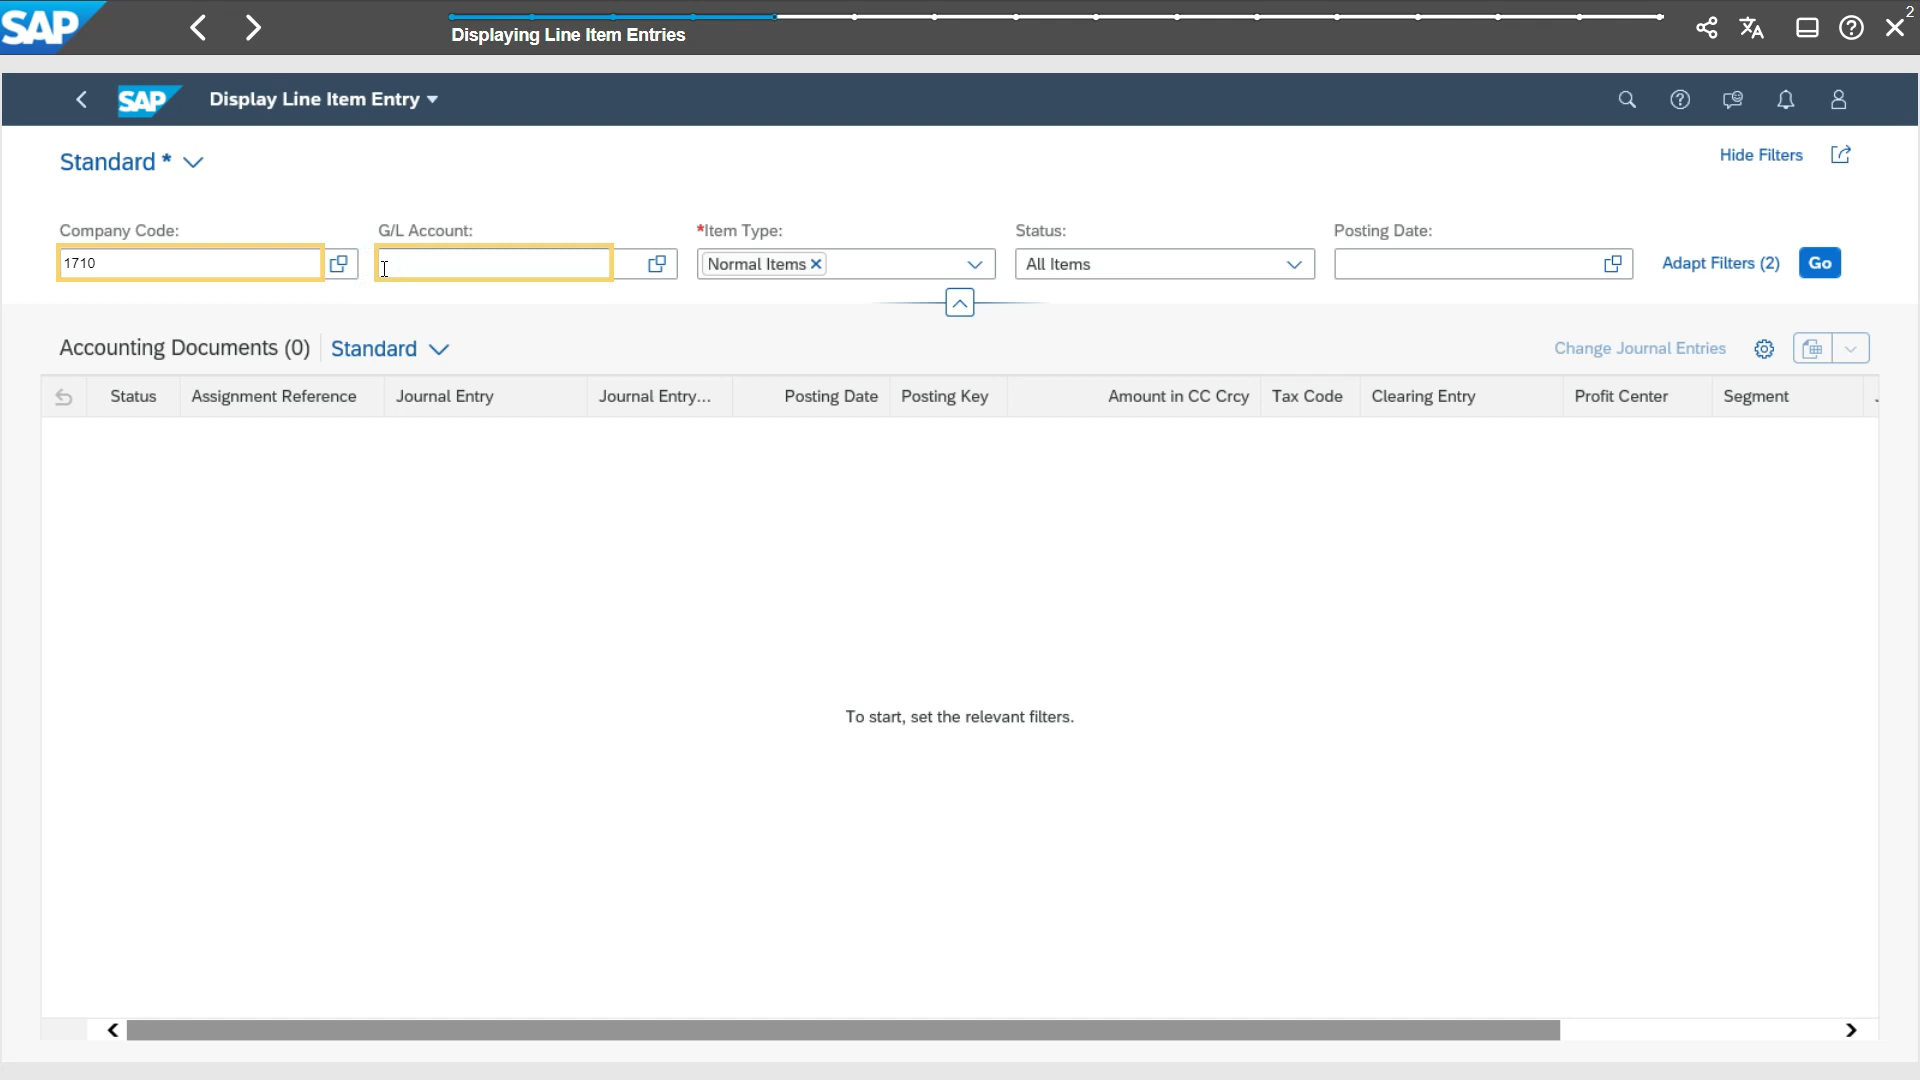 SAP
Displaying Line Item Entries
2
SAP
Display Line Item Entry
Standard *
Hide Filters
Company Code:
G/L Account:
*Item Type:
Status:
Posting Date:
1710
Normal Items
All Items
Adapt Filters (2)
Go
Accounting Documents (0)
Standard
Change Journal Entries
Status
Assignment Reference
Journal Entry
Journal Entry...
Posting Date
Posting Key
Amount in CC Crcy
Tax Code
Clearing Entry
Profit Center
Segment
To start, set the relevant filters.